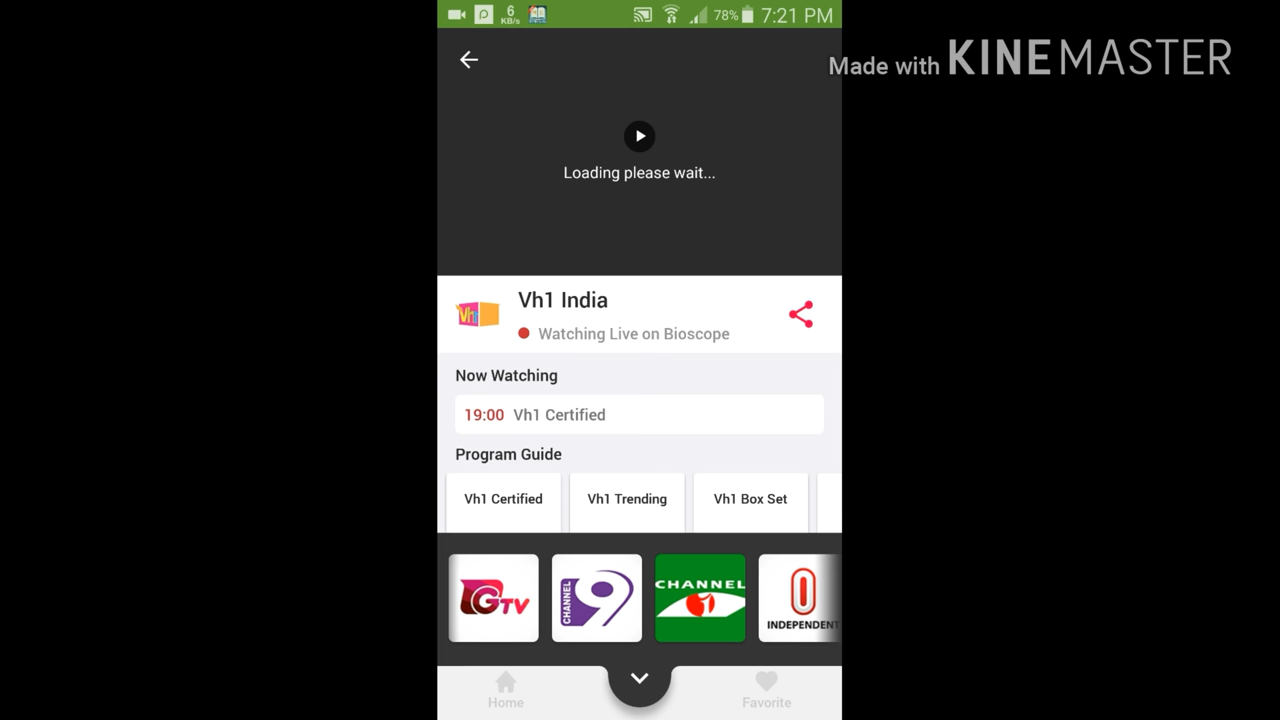 6
KB/s
78%
7:21 PM
Made with KINEMASTER
Loading please wait...
Vh1
Vh1 India
Watching Live on Bioscope
Now Watching
19:00 Vh1 Certified
Program Guide
Vh1 Certified
Vh1 Trending
Vh1 Box Set
GTV
CHANNEL 9
CHANNEL
INDEPENDENT
Home
Favorite